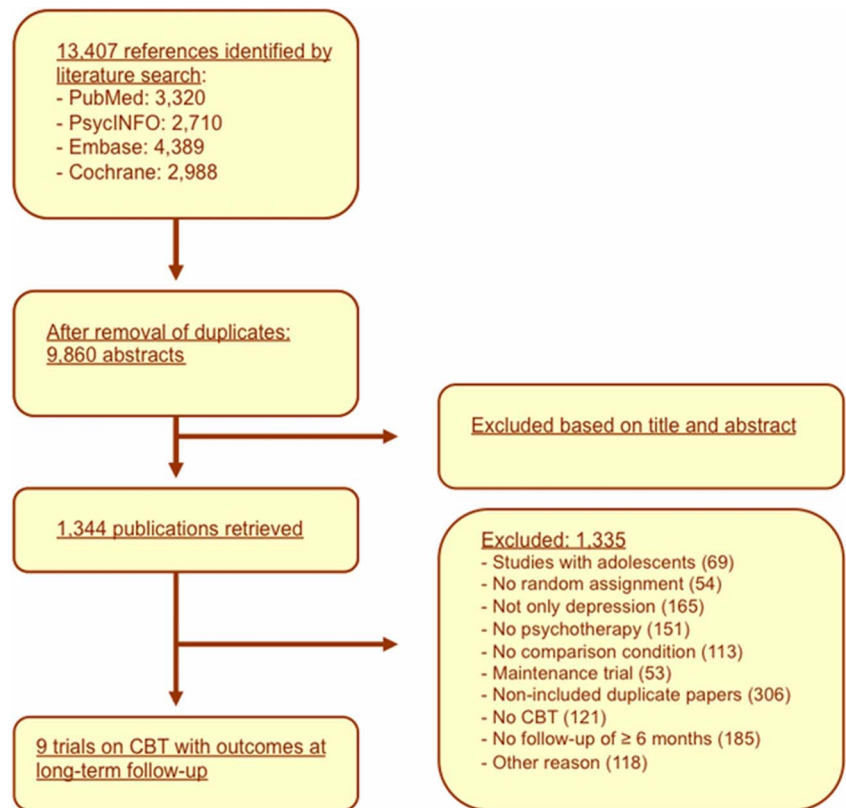 13,407 references identified by
literature search:
- PubMed: 3,320
- PsycINFO: 2,710
- Embase: 4,389
- Cochrane: 2,988
After removal of duplicates:
9,860 abstracts
Excluded based on title and abstract
1,344 publications retrieved
Excluded: 1,335
- Studies with adolescents (69)
- No random assignment (54)
- Not only depression (165)
- No psychotherapy (151)
- No comparison condition (113)
- Maintenance trial (53)
- Non-included duplicate papers (306)
- No CBT (121)
- No follow-up of ≥ 6 months (185)
- Other reason (118)
9 trials on CBT with outcomes at
long-term follow-up